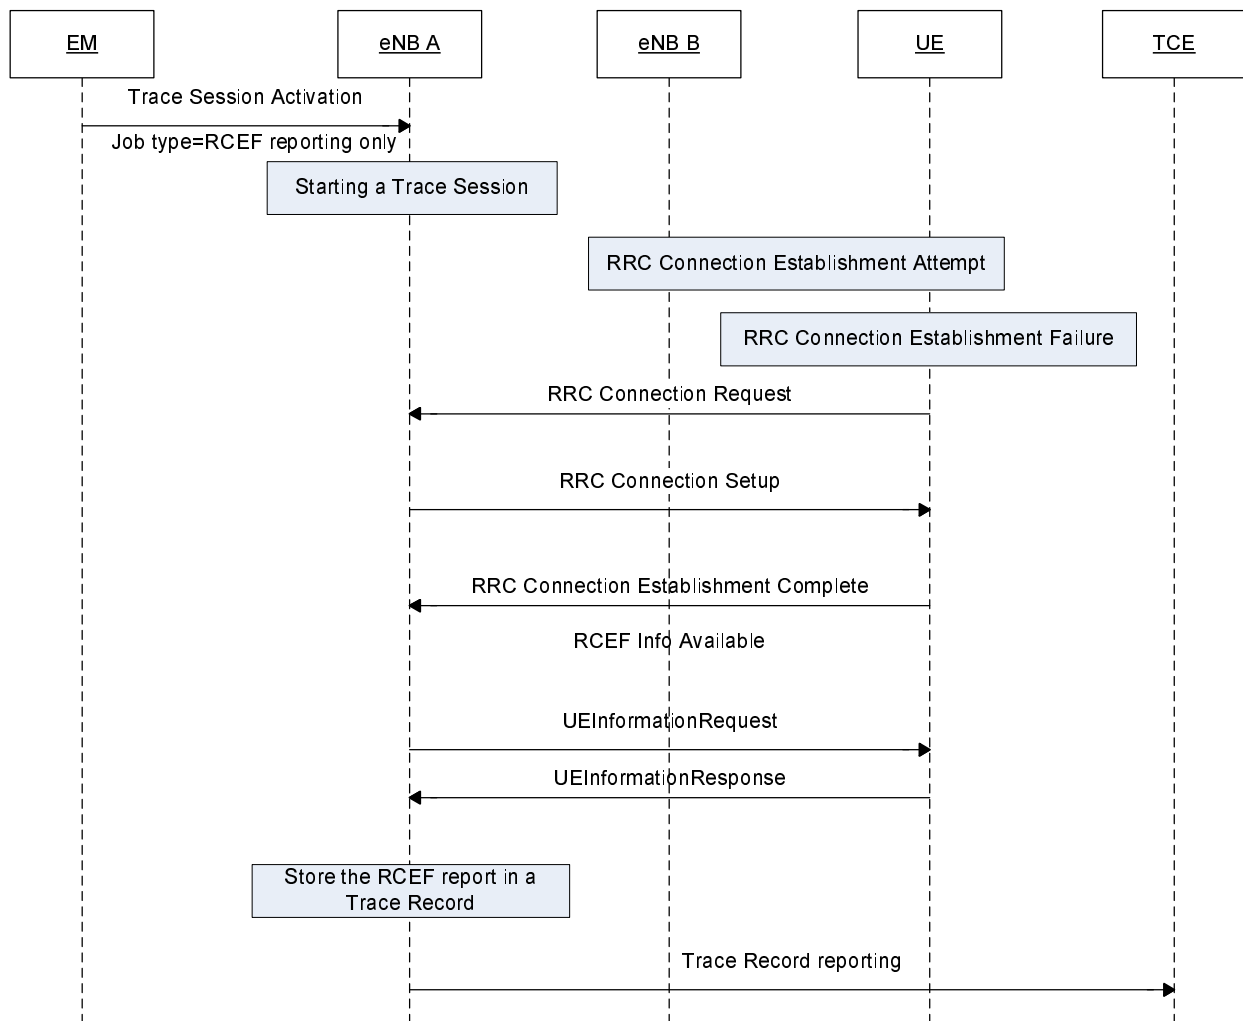 EM
eNB A
eNB B
UE
TCE
Trace Session Activation
Job type=RCEF reporting only
Starting a Trace Session
RRC Connection Establishment Attempt
RRC Connection Establishment Failure
RRC Connection Request
RRC Connection Setup
RRC Connection Establishment Complete
RCEF Info Available
UEInformationRequest
UEInformationResponse
Store the RCEF report in a
Trace Record
Trace Record reporting